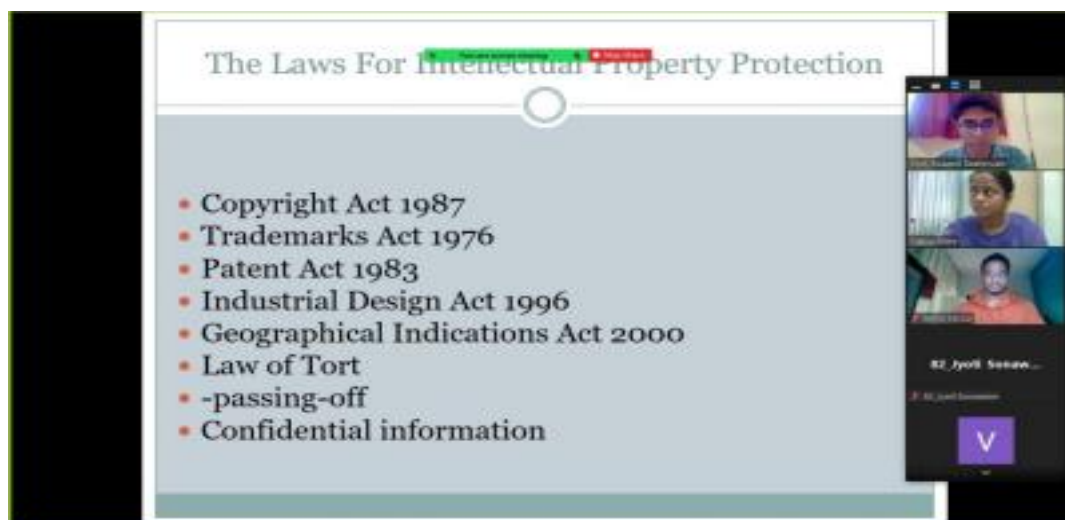 The Laws For Intellectual Property Protection
• Copyright Act 1987
• Trademarks Act 1976
• Patent Act 1983
• Industrial Design Act 1996
• Geographical Indications Act 2000
• Law of Tort
• -passing-off
• Confidential information
82_Jyoti Sonaw...
V